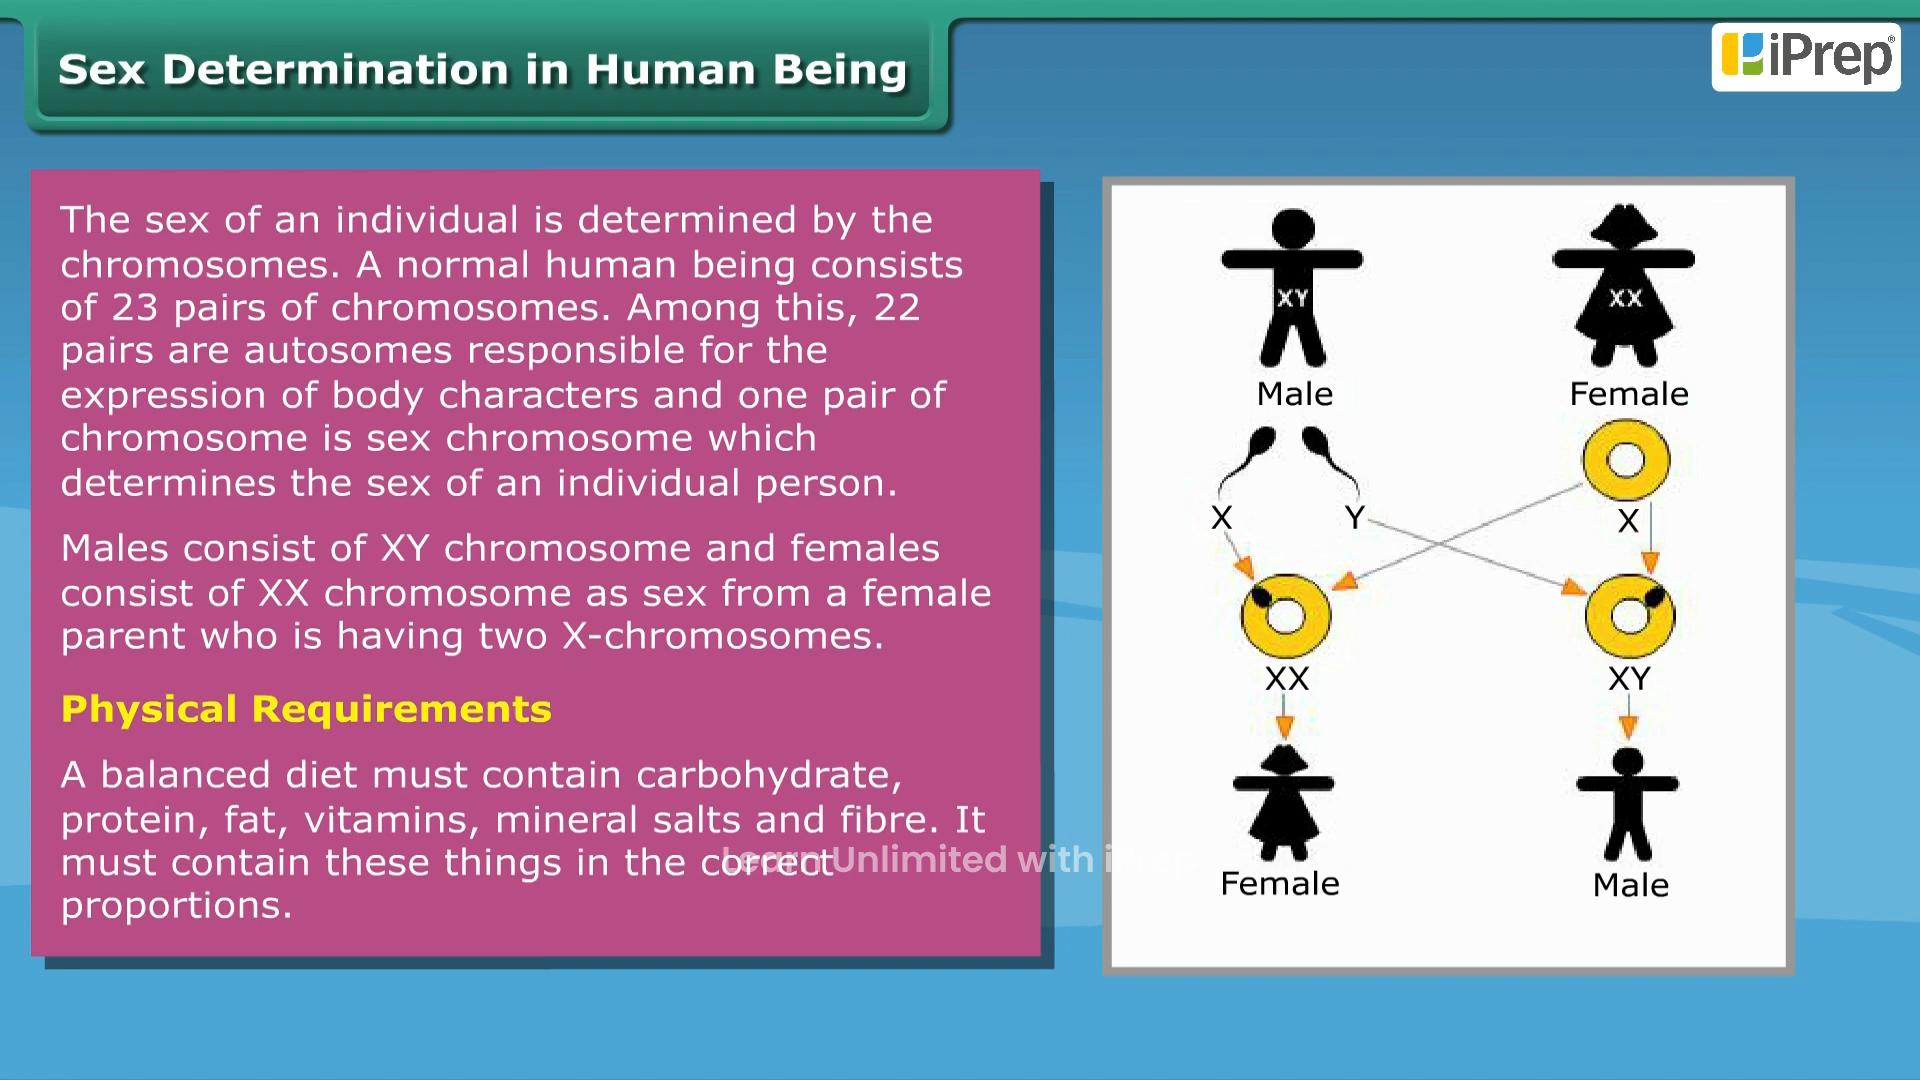 Sex Determination in Human Being
iPrep®
The sex of an individual is determined by the
chromosomes. A normal human being consists
of 23 pairs of chromosomes. Among this, 22
pairs are autosomes responsible for the
expression of body characters and one pair of
chromosome is sex chromosome which
determines the sex of an individual person.
Males consist of XY chromosome and females
consist of XX chromosome as sex from a female
parent who is having two X-chromosomes.
Physical Requirements
A balanced diet must contain carbohydrate,
protein, fat, vitamins, mineral salts and fibre. It
must contain these things in the correct
proportions.
Learn Unlimited with iPrep
XY XX
Male Female
X Y X
XX XY
Female Male